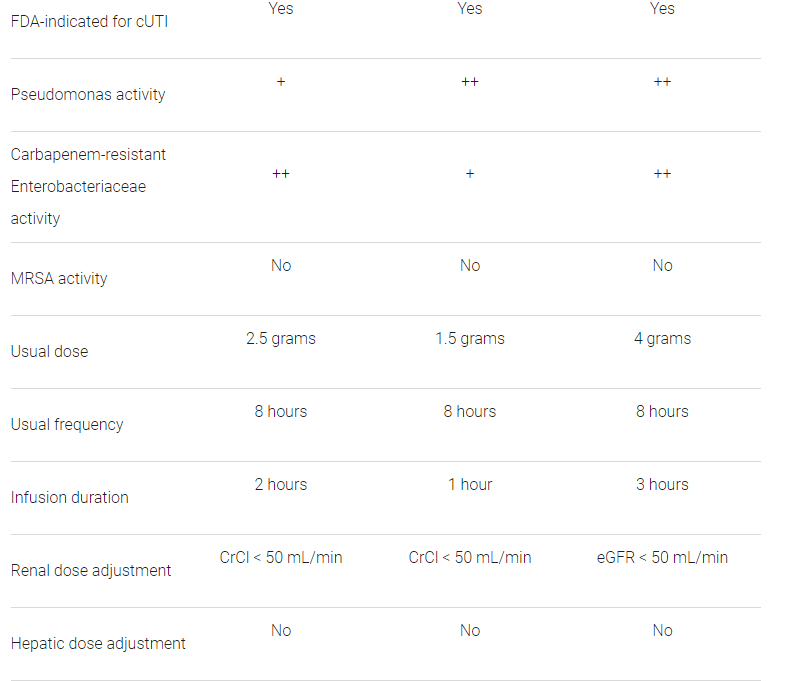 FDA-indicated for cUTI Yes Yes Yes
Pseudomonas activity + ++ ++
Carbapenem-resistant
Enterobacteriaceae ++ + ++
activity
MRSA activity No No No
Usual dose 2.5 grams 1.5 grams 4 grams
Usual frequency 8 hours 8 hours 8 hours
Infusion duration 2 hours 1 hour 3 hours
Renal dose adjustment CrCl < 50 mL/min CrCl < 50 mL/min eGFR < 50 mL/min
Hepatic dose adjustment No No No